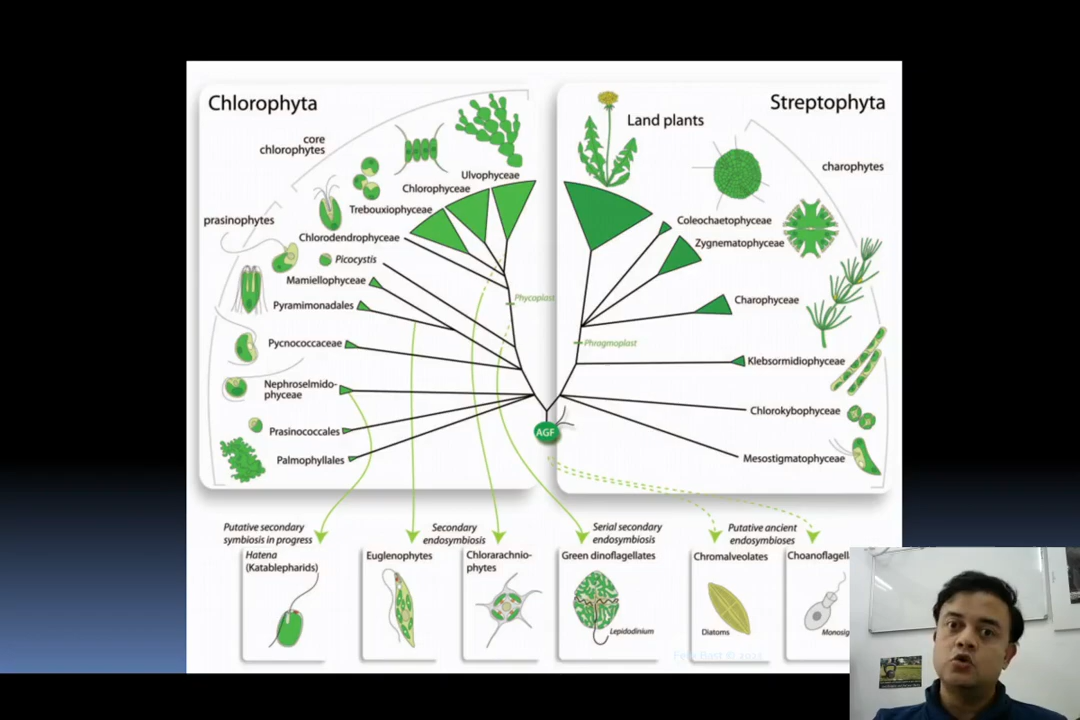 Chlorophyta
core
chlorophytes
Ulvophyceae
Chlorophyceae
Trebouxiophyceae
prasinophytes
Chlorodendrophyceae
Picocystis
Mamiellophyceae
Pyramimonadales
Phycoplast
Pycnococcaceae
Nephroselmido-
phyceae
Prasinococcales
Palmophyllales
AGF
Streptophyta
Land plants
charophytes
Coleochaetophyceae
Zygnematophyceae
Charophyceae
Phragmoplast
Klebsormidiophyceae
Chlorokybophyceae
Mesostigmatophyceae
Putative secondary
symbiosis in progress
Secondary
endosymbiosis
Serial secondary
endosymbiosis
Putative ancient
endosymbioses
Hatena
(Katablepharids)
Euglenophytes
Chlorarachnio-
phytes
Green dinoflagellates
Lepidodinium
Chromalveolates
Diatoms
Choanoflagell
Monosig